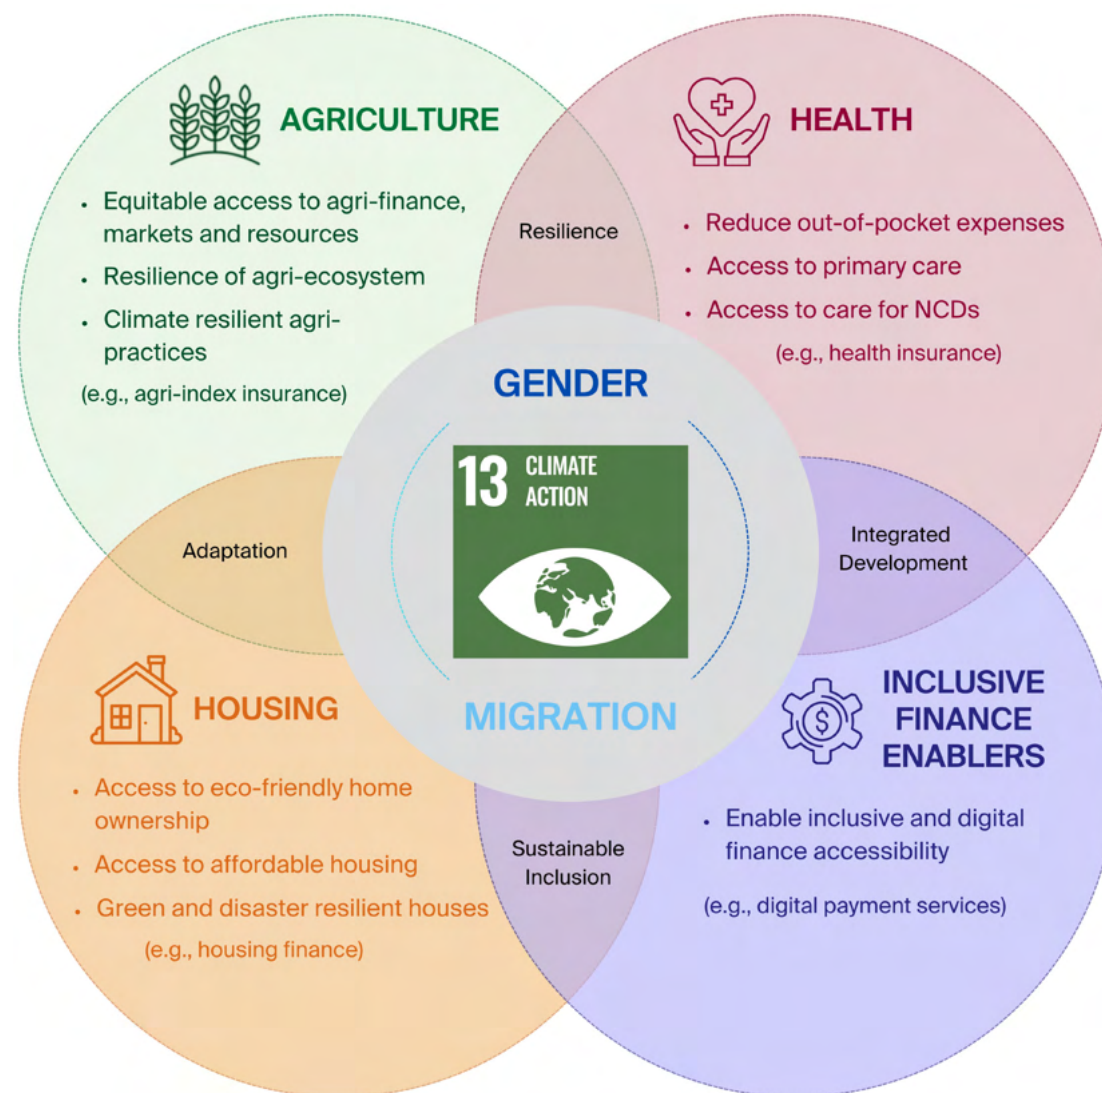 AGRICULTURE
• Equitable access to agri-finance,
markets and resources
• Resilience of agri-ecosystem
• Climate resilient agri-
practices
(e.g., agri-index insurance)
Resilience
HEALTH
• Reduce out-of-pocket expenses
• Access to primary care
• Access to care for NCDs
(e.g., health insurance)
GENDER
13 CLIMATE
ACTION
MIGRATION
Adaptation
Integrated
Development
HOUSING
• Access to eco-friendly home
ownership
• Access to affordable housing
• Green and disaster resilient houses
(e.g., housing finance)
Sustainable
Inclusion
INCLUSIVE
FINANCE
ENABLERS
$
• Enable inclusive and digital
finance accessibility
(e.g., digital payment services)